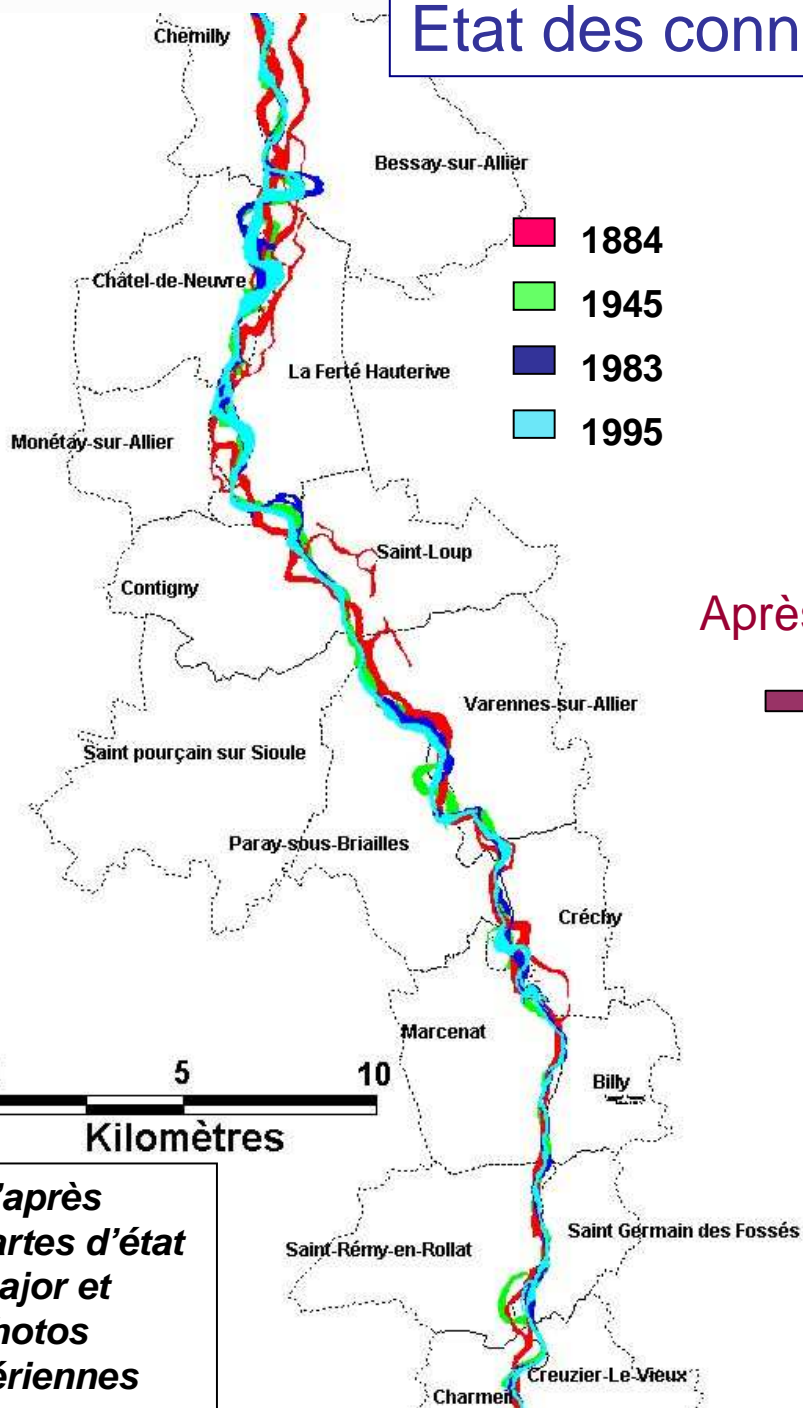 Etat des conn
Chemilly
Bessay-sur-Allier
1884
Châtel-de-Neuvre
1945
1983
La Ferté Hauterive
1995
Monétay-sur-Allier
Saint-Loup
Contigny
Après
Varennes-sur-Allier
Saint pourçain sur Sioule
Paray-sous-Briailles
Créchy
Marcenat
5 10
Billy
Kilomètres
'après
artes d'état
ajor et
hotos
ériennes
Saint-Rémy-en-Rollat
Saint Germain des Fossés
Creuzier-Le-Vieux
Charmeil